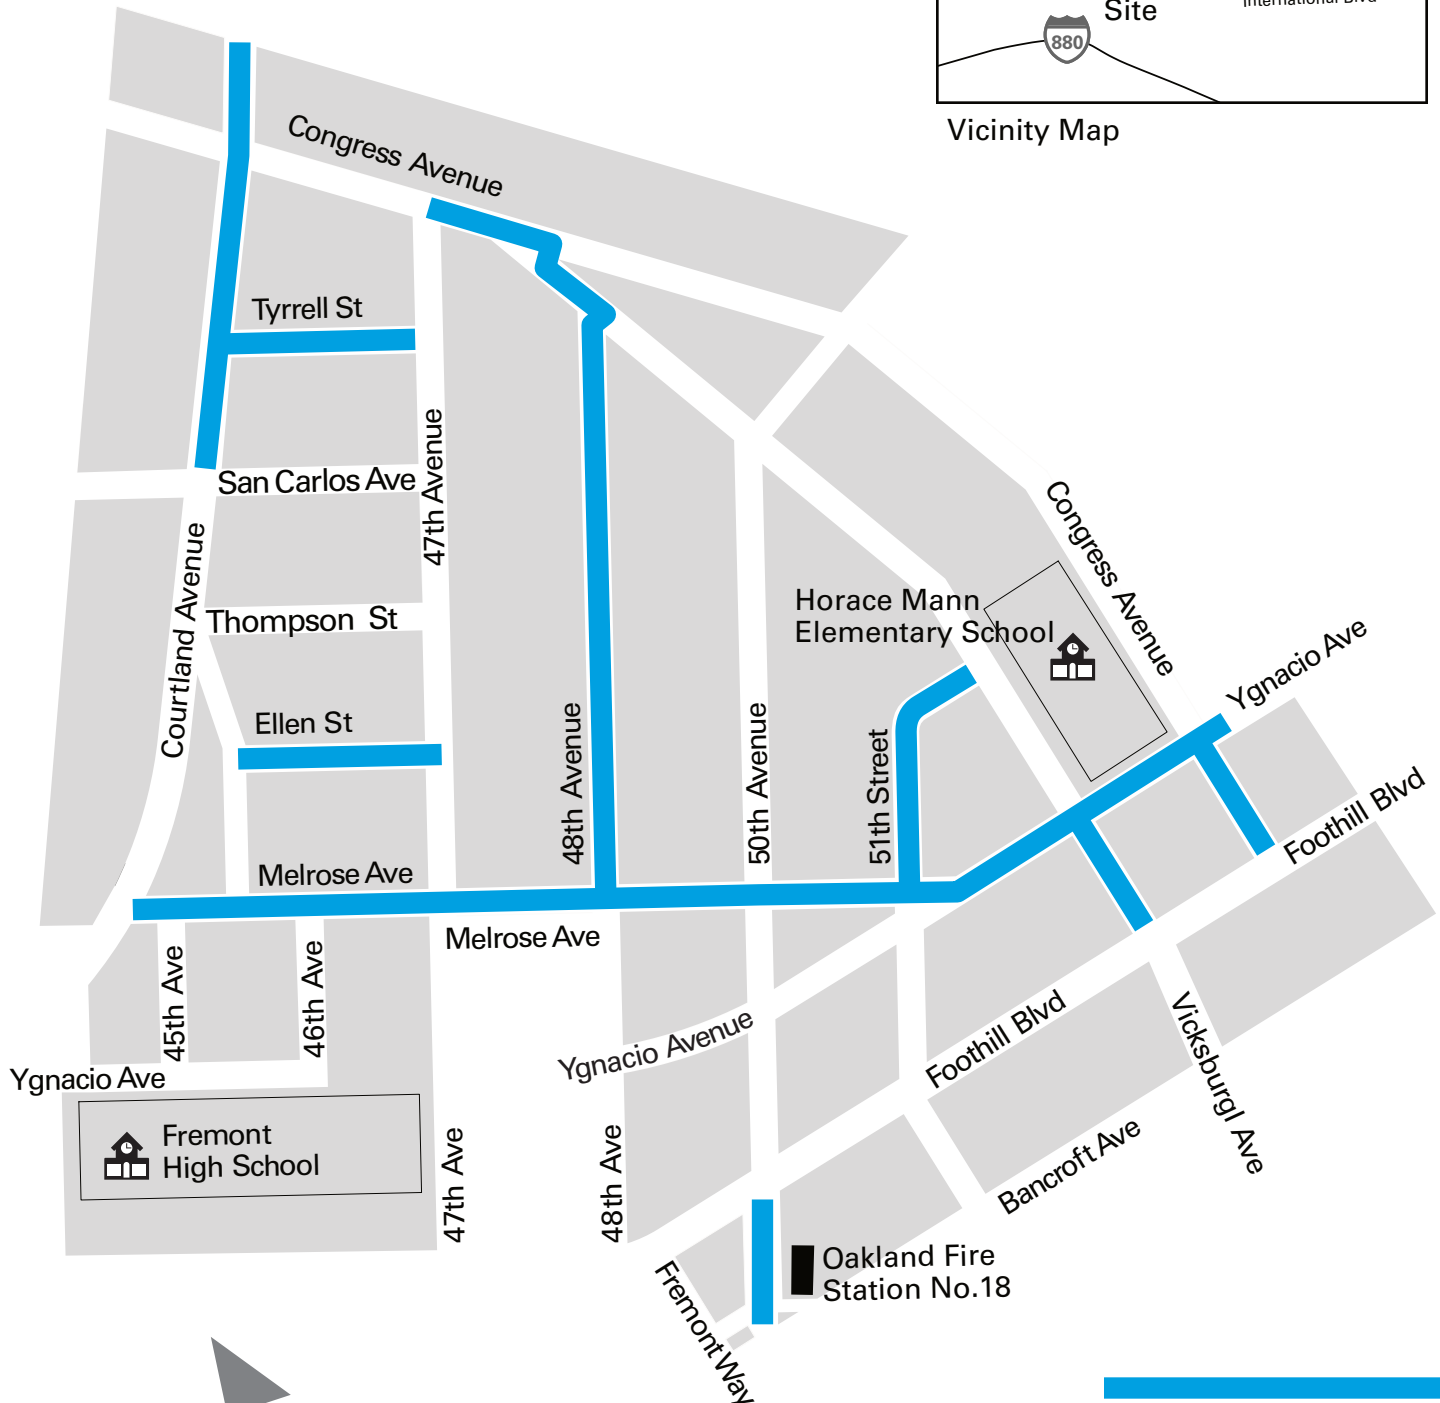 Site
880
Vicinity Map
Congress Avenue
Tyrrell St
47th Avenue
San Carlos Ave
Courtland Avenue
Thompson St
Horace Mann
Elementary School
Congress Avenue
Ygnacio Ave
Ellen St
48th Avenue
50th Avenue
51th Street
Foothill Blvd
Melrose Ave
Melrose Ave
45th Ave
46th Ave
Ygnacio Avenue
Foothill Blvd
Vicksburgl Ave
Ygnacio Ave
Fremont
High School
47th Ave
48th Ave
Bancroft Ave
Oakland Fire
Station No.18
Fremont Way